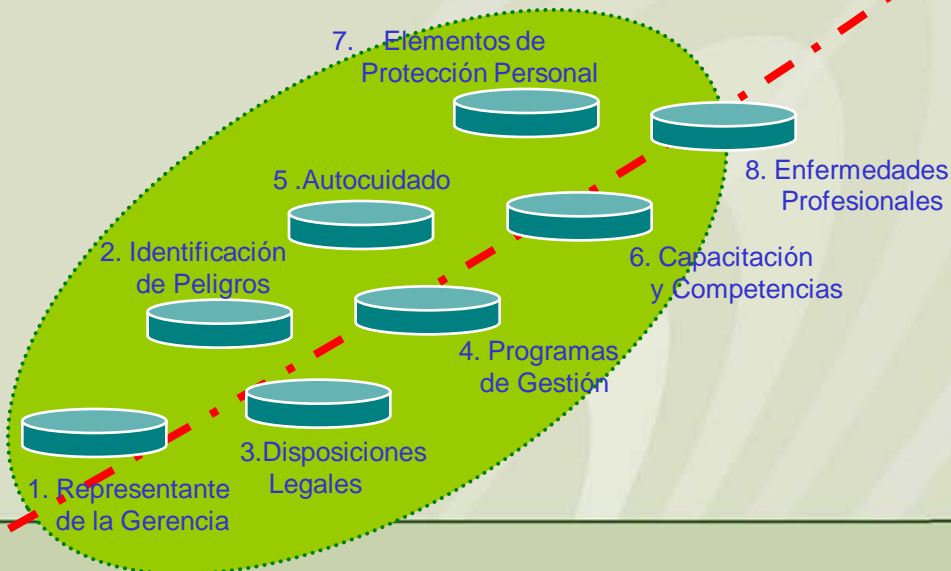 7. Elementos de
Protección Personal
8. Enfermedades
Profesionales
5 .Autocuidado
2. Identificación
de Peligros
6. Capacitación
y Competencias
4. Programas
de Gestión
3.Disposiciones
Legales
1. Representante
de la Gerencia